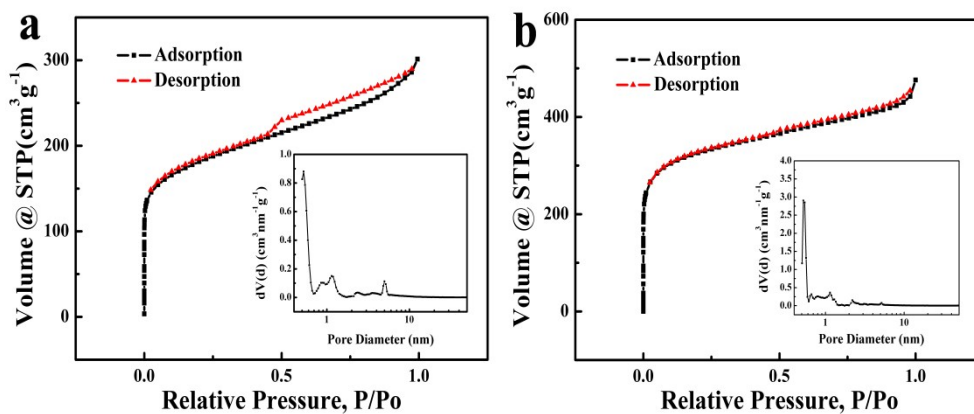 a
Volume @ STP(cm³g⁻¹)
300
200
100
0
0.0
0.5
1.0
Relative Pressure, P/Po
Adsorption
Desorption
dV(d) (cm³nm⁻¹g⁻¹)
1.0
0.8
0.6
0.4
0.2
0.0
1
10
Pore Diameter (nm)
b
Volume @ STP(cm³g⁻¹)
600
400
200
0
0.0
0.5
1.0
Relative Pressure, P/Po
Adsorption
Desorption
dV(d) (cm³nm⁻¹g⁻¹)
4.0
3.5
3.0
2.5
2.0
1.5
1.0
0.5
0.0
1
10
Pore Diameter (nm)